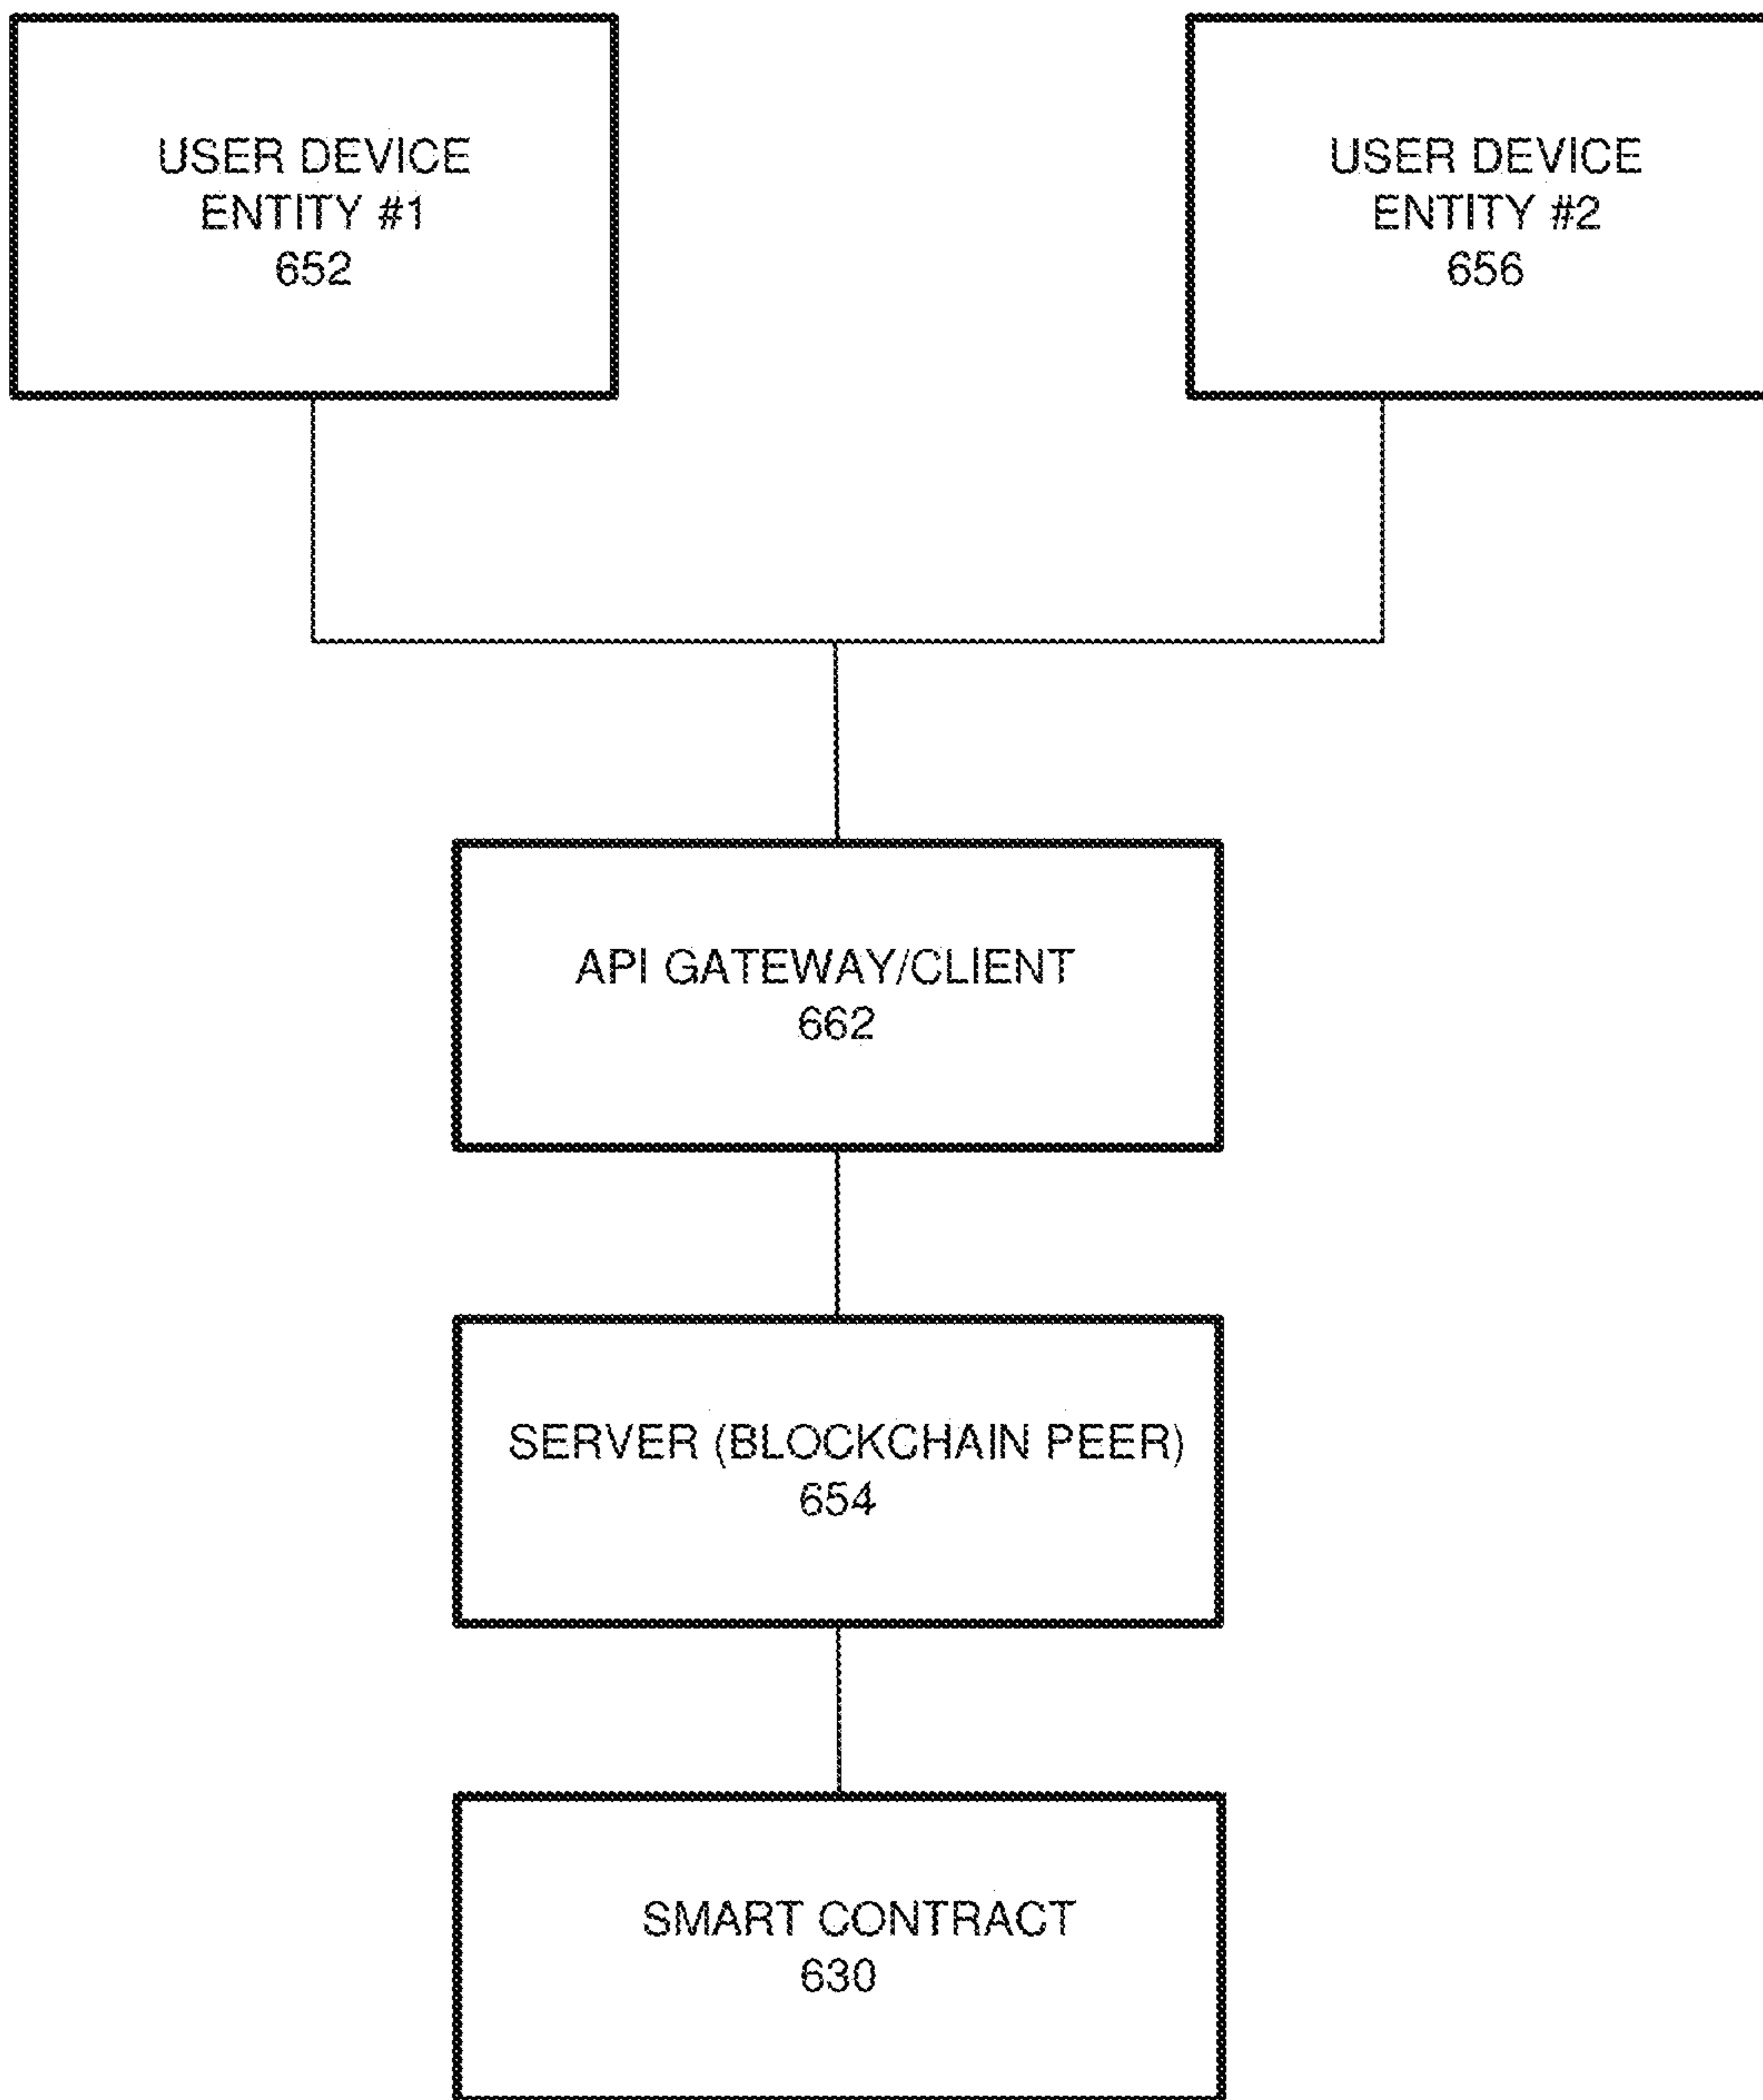 USER DEVICE
ENTITY #1
652
USER DEVICE
ENTITY #2
656
API GATEWAY/CLIENT
662
SERVER (BLOCKCHAIN PEER)
654
SMART CONTRACT
630